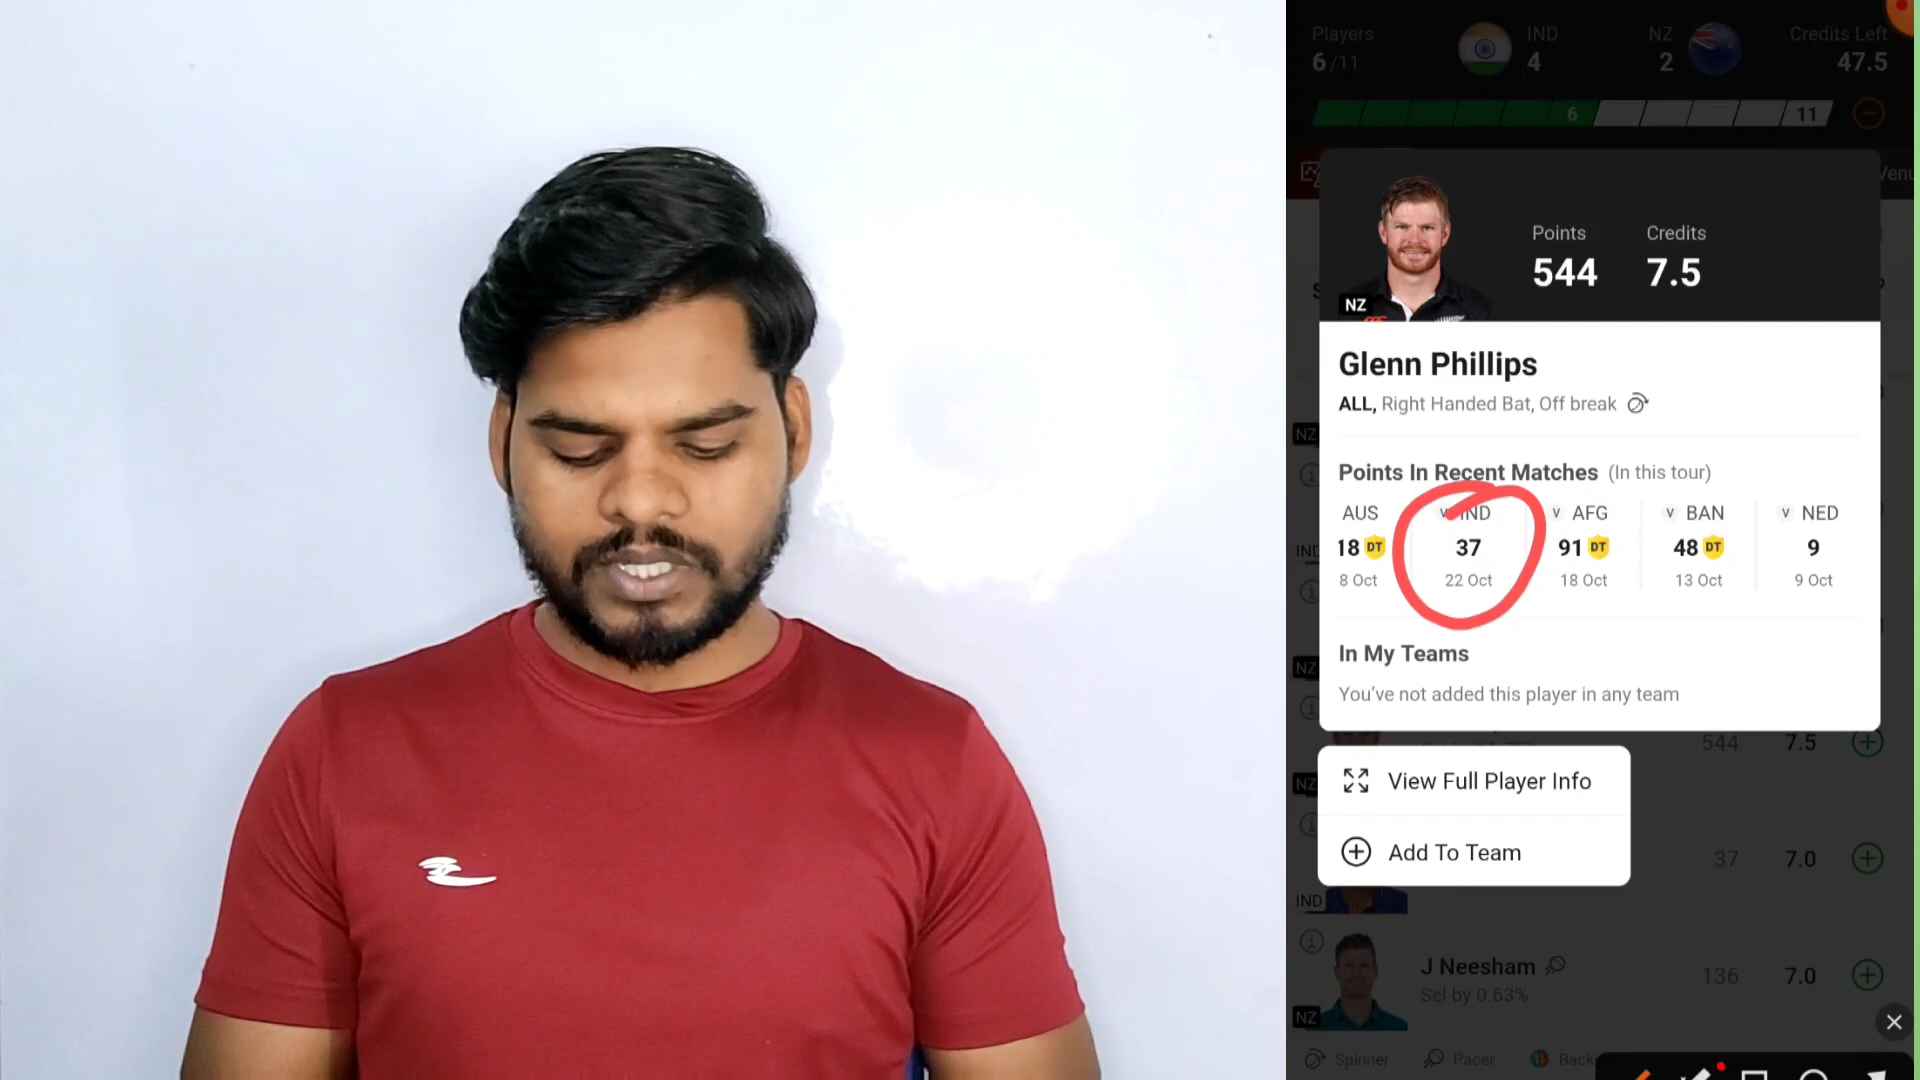 Players IND NZ Credits Left
6/11 4 2 47.5
6 11
Points Credits
544 7.5
NZ
Glenn Phillips
ALL, Right Handed Bat, Off break
Points In Recent Matches (In this tour)
AUS v IND v AFG v BAN v NED
18 DT 37 91 DT 48 DT 9
8 Oct 22 Oct 18 Oct 13 Oct 9 Oct
In My Teams
You've not added this player in any team
NZ
NZ
544 7.5
View Full Player Info
NZ
Add To Team
37 7.0
IND
J Neesham
136 7.0
Sel by 0.63%
NZ
Spinner Pacer